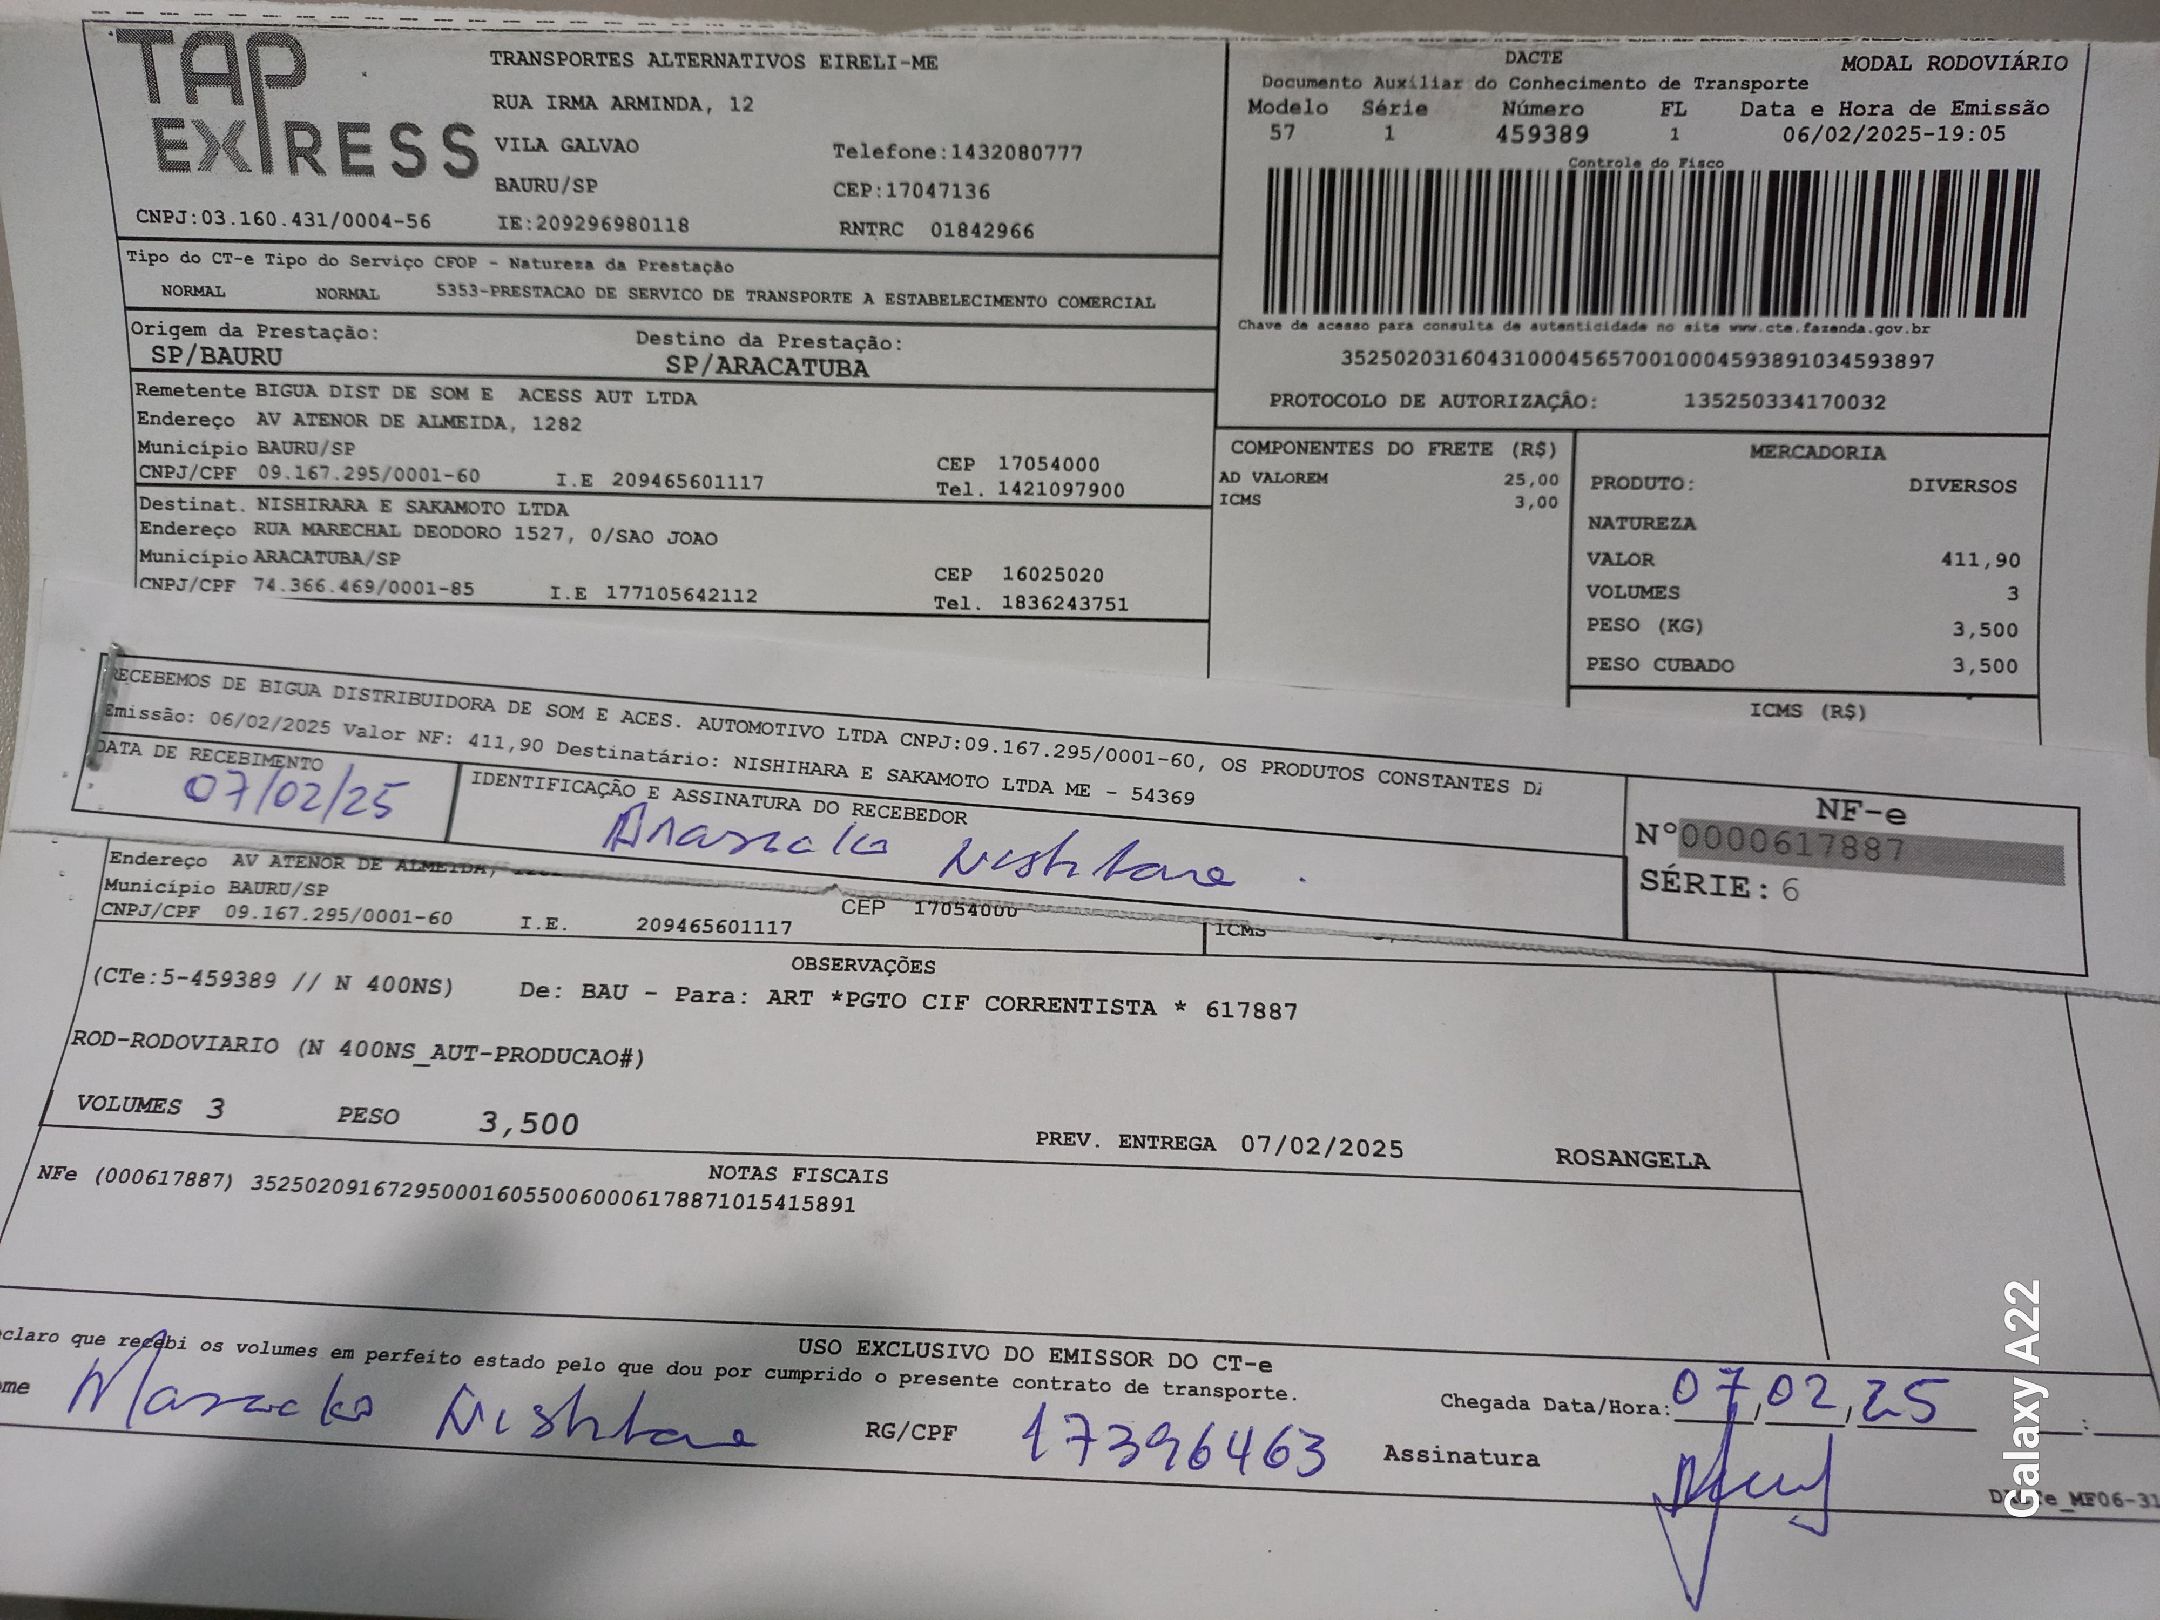 TAP EXPRESS
TRANSPORTES ALTERNATIVOS EIRELI-ME
RUA IRMA ARMINDA, 12
VILA GALVAO Telefone:1432080777
BAURU/SP CEP:17047136
CNPJ:03.160.431/0004-56 IE:209296980118 RNTRC 01842966
DACTE MODAL RODOVIÁRIO
Documento Auxiliar do Conhecimento de Transporte
Modelo Série Número FL Data e Hora de Emissão
57 1 459389 1 06/02/2025-19:05
Controle do Fisco
Chave de acesso para consulta de autenticidade no site www.cte.fazenda.gov.br
35250203160431000456570010004593891034593897
PROTOCOLO DE AUTORIZAÇÃO: 135250334170032
Tipo do CT-e Tipo do Serviço CFOP - Natureza da Prestação
NORMAL NORMAL 5353-PRESTACAO DE SERVICO DE TRANSPORTE A ESTABELECIMENTO COMERCIAL
Origem da Prestação: Destino da Prestação:
SP/BAURU SP/ARACATUBA
Remetente BIGUA DIST DE SOM E ACESS AUT LTDA
Endereço AV ATENOR DE ALMEIDA, 1282
Município BAURU/SP CEP 17054000
CNPJ/CPF 09.167.295/0001-60 I.E 209465601117 Tel. 1421097900
Destinat. NISHIRARA E SAKAMOTO LTDA
Endereço RUA MARECHAL DEODORO 1527, 0/SAO JOAO
Município ARACATUBA/SP CEP 16025020
CNPJ/CPF 74.366.469/0001-85 I.E 177105642112 Tel. 1836243751
COMPONENTES DO FRETE (R$)
AD VALOREM 25,00
ICMS 3,00
MERCADORIA
PRODUTO: DIVERSOS
NATUREZA
VALOR 411,90
VOLUMES 3
PESO (KG) 3,500
PESO CUBADO 3,500
ICMS (R$)
RECEBEMOS DE BIGUA DISTRIBUIDORA DE SOM E ACES. AUTOMOTIVO LTDA CNPJ:09.167.295/0001-60, OS PRODUTOS CONSTANTES DA
Emissão: 06/02/2025 Valor NF: 411,90 Destinatário: NISHIHARA E SAKAMOTO LTDA ME - 54369
DATA DE RECEBIMENTO IDENTIFICAÇÃO E ASSINATURA DO RECEBEDOR
07/02/25
NF-e
Nº0000617887
SÉRIE: 6
Endereço AV ATENOR DE ALMEIDA,
Município BAURU/SP CEP 17054000
CNPJ/CPF 09.167.295/0001-60 I.E. 209465601117
ICMS
OBSERVAÇÕES
(CTe:5-459389 // N 400NS) De: BAU - Para: ART *PGTO CIF CORRENTISTA * 617887
ROD-RODOVIARIO (N 400NS_AUT-PRODUCAO#)
VOLUMES 3 PESO 3,500 PREV. ENTREGA 07/02/2025 ROSANGELA
NOTAS FISCAIS
NFe (000617887) 35250209167295000160550060006178871015415891
USO EXCLUSIVO DO EMISSOR DO CT-e
claro que recebi os volumes em perfeito estado pelo que dou por cumprido o presente contrato de transporte.
me RG/CPF 17396463
Chegada Data/Hora: 07,02,25 :
Assinatura
Galaxy A22